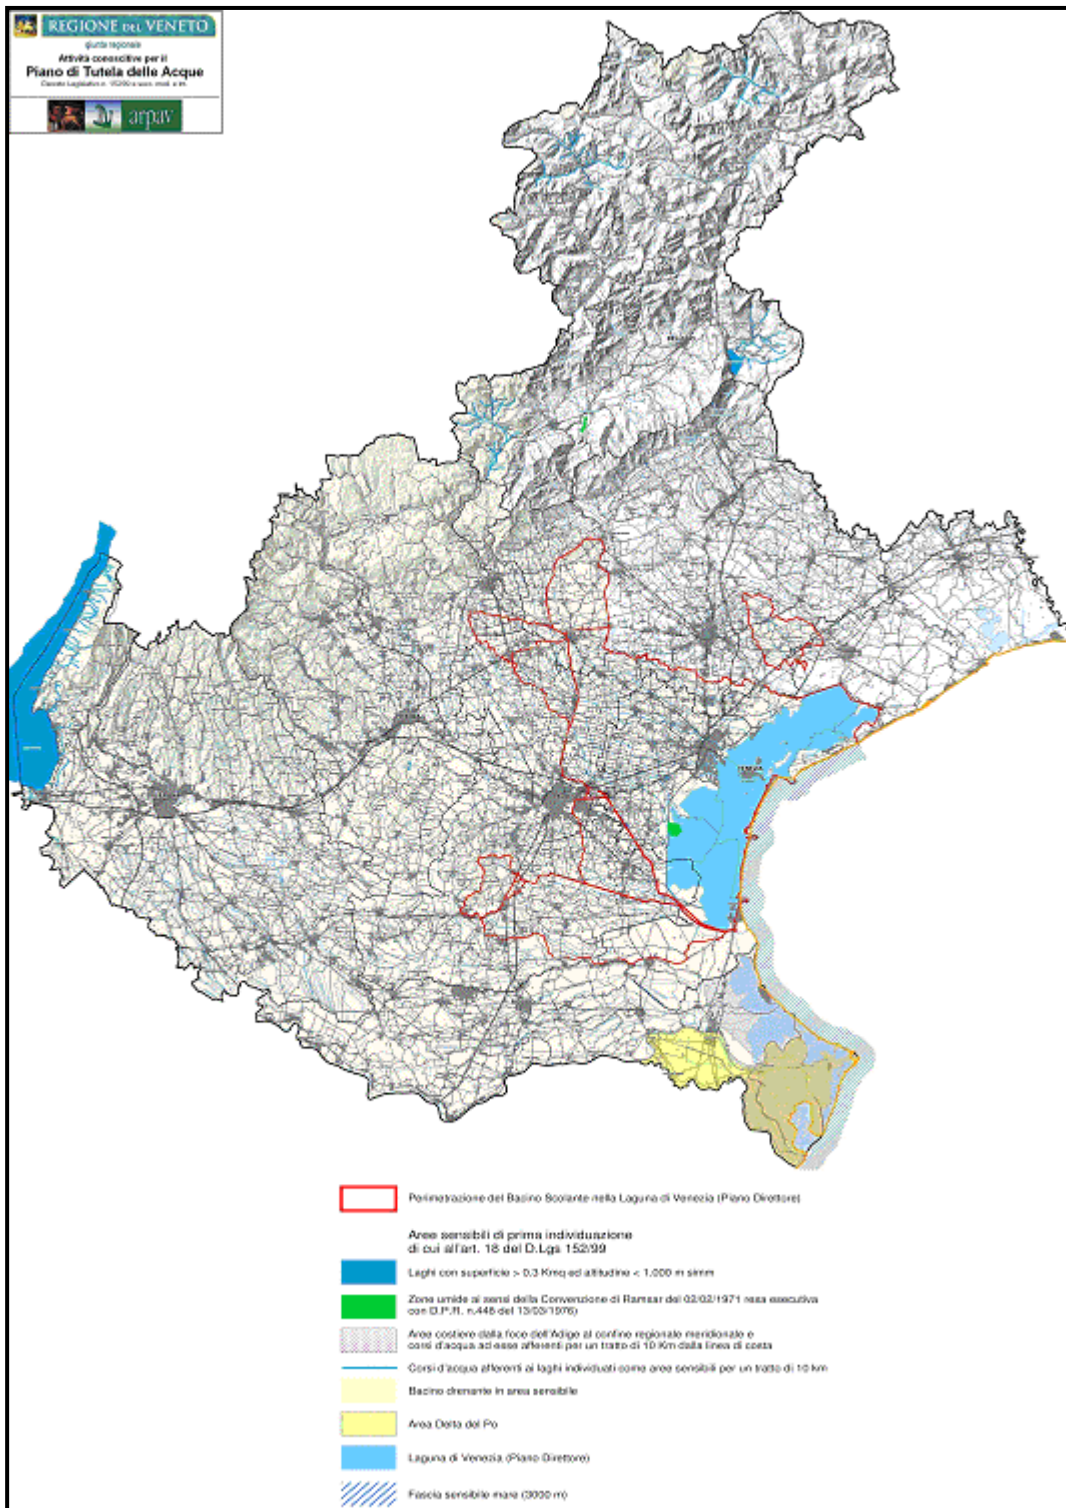 REGIONE DEL VENETO
giunta regionale
Attività conoscitive per il
Piano di Tutela delle Acque
arpav
Perimetrazione del Bacino Scolante nella Laguna di Venezia (Piano Direttore)
Aree sensibili di prima individuazione
di cui all'art. 18 del D.Lgs 152/99
Laghi con superficie > 0,3 Kmq ed altitudine < 1.000 m slmm
Zone umide ai sensi della Convenzione di Ramsar del 02/02/1971 resa esecutiva
con D.P.R. n.448 del 13/03/1976)
Aree costiere dalla foce dell'Adige al confine regionale meridionale e
corsi d'acqua ad esse afferenti per un tratto di 10 Km dalla linea di costa
Corsi d'acqua afferenti ai laghi individuati come aree sensibili per un tratto di 10 km
Bacino drenante in area sensibile
Area Delta del Po
Laguna di Venezia (Piano Direttore)
Fascia sensibile mare (3000 m)